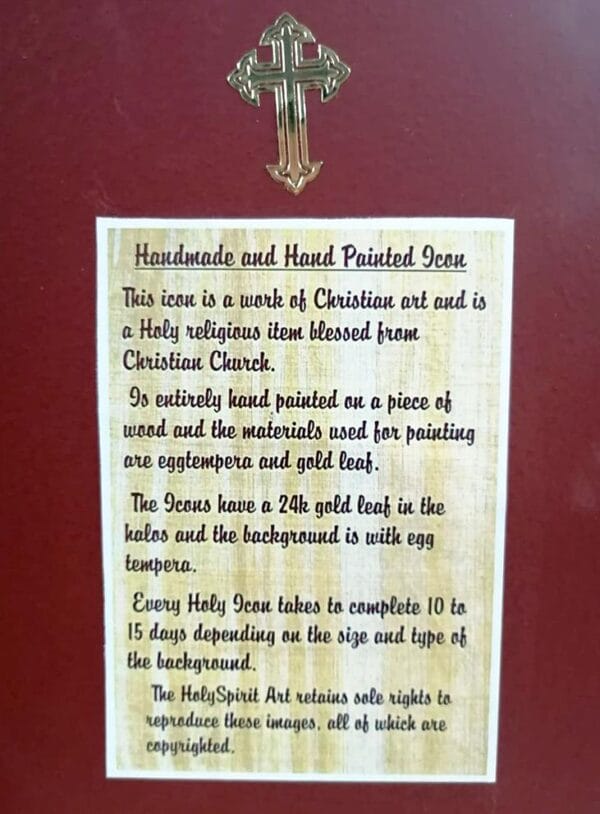 Handmade and Hand Painted Icon
This icon is a work of Christian art and is
a Holy religious item blessed from
Christian Church.
Is entirely hand painted on a piece of
wood and the materials used for painting
are eggtempera and gold leaf.
The Icons have a 24k gold leaf in the
halos and the background is with egg
tempera.
Every Holy Icon takes to complete 10 to
15 days depending on the size and type of
the background.
The HolySpirit Art retains sole rights to
reproduce these images, all of which are
copyrighted.